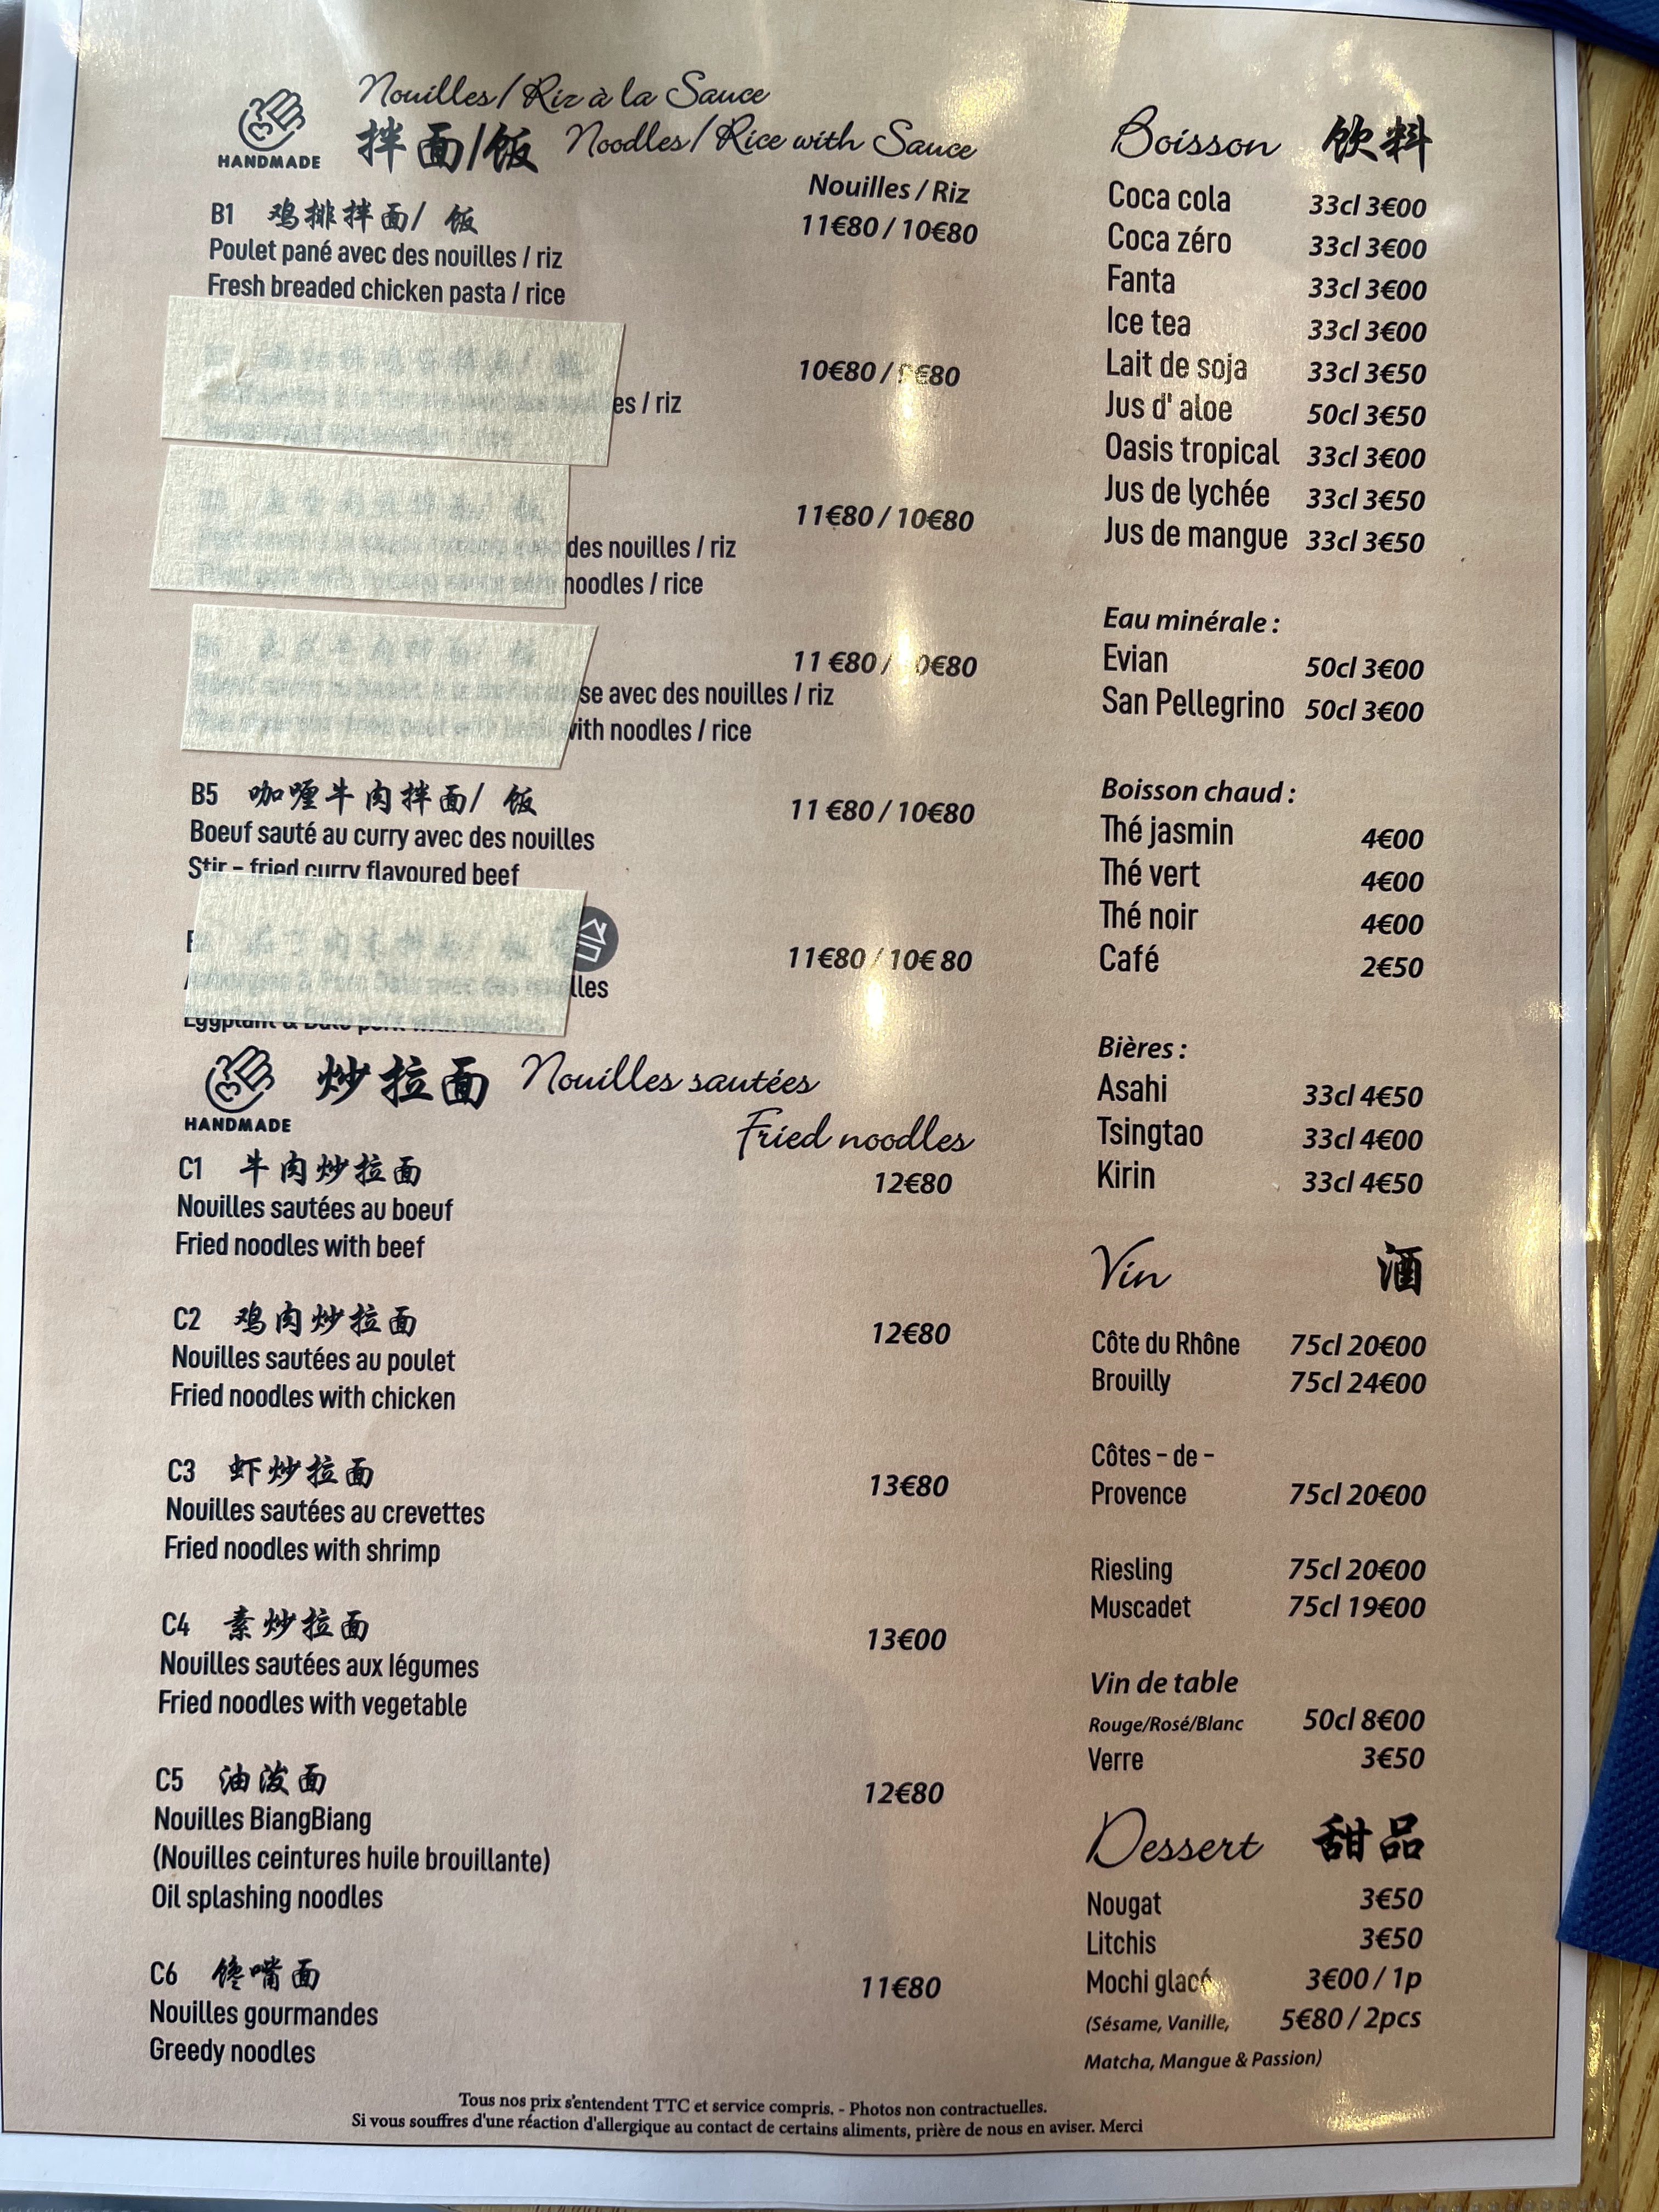 Nouilles/Riz à la Sauce
HANDMADE
拌面/饭 Noodles/Rice with Sauce
Nouilles / Riz
B1 鸡排拌面/ 饭
11€80 / 10€80
Poulet pané avec des nouilles / riz
Fresh breaded chicken pasta / rice
10€80 / 9€80
/ riz
11€80 / 10€80
des nouilles / riz
noodles / rice
11 €80 / 10€80
avec des nouilles / riz
with noodles / rice
B5 咖喱牛肉拌面/ 饭
11 €80 / 10€80
Boeuf sauté au curry avec des nouilles
Stir - fried curry flavoured beef
11€80 / 10€ 80
HANDMADE
炒拉面 Nouilles sautées
Fried noodles
C1 牛肉炒拉面
12€80
Nouilles sautées au boeuf
Fried noodles with beef
C2 鸡肉炒拉面
12€80
Nouilles sautées au poulet
Fried noodles with chicken
C3 虾炒拉面
13€80
Nouilles sautées au crevettes
Fried noodles with shrimp
C4 素炒拉面
13€00
Nouilles sautées aux légumes
Fried noodles with vegetable
C5 油泼面
12€80
Nouilles BiangBiang
(Nouilles ceintures huile brouillante)
Oil splashing noodles
C6 馋嘴面
11€80
Nouilles gourmandes
Greedy noodles
Boisson 饮料
Coca cola 33cl 3€00
Coca zéro 33cl 3€00
Fanta 33cl 3€00
Ice tea 33cl 3€00
Lait de soja 33cl 3€50
Jus d' aloe 50cl 3€50
Oasis tropical 33cl 3€00
Jus de lychée 33cl 3€50
Jus de mangue 33cl 3€50
Eau minérale :
Evian 50cl 3€00
San Pellegrino 50cl 3€00
Boisson chaud :
Thé jasmin 4€00
Thé vert 4€00
Thé noir 4€00
Café 2€50
Bières :
Asahi 33cl 4€50
Tsingtao 33cl 4€00
Kirin 33cl 4€50
Vin 酒
Côte du Rhône 75cl 20€00
Brouilly 75cl 24€00
Côtes - de -
Provence 75cl 20€00
Riesling 75cl 20€00
Muscadet 75cl 19€00
Vin de table
Rouge/Rosé/Blanc 50cl 8€00
Verre 3€50
Dessert 甜品
Nougat 3€50
Litchis 3€50
Mochi glacé 3€00 / 1p
(Sésame, Vanille, 5€80 / 2pcs
Matcha, Mangue & Passion)
Tous nos prix s'entendent TTC et service compris. - Photos non contractuelles.
Si vous souffres d'une réaction d'allergique au contact de certains aliments, prière de nous en aviser. Merci